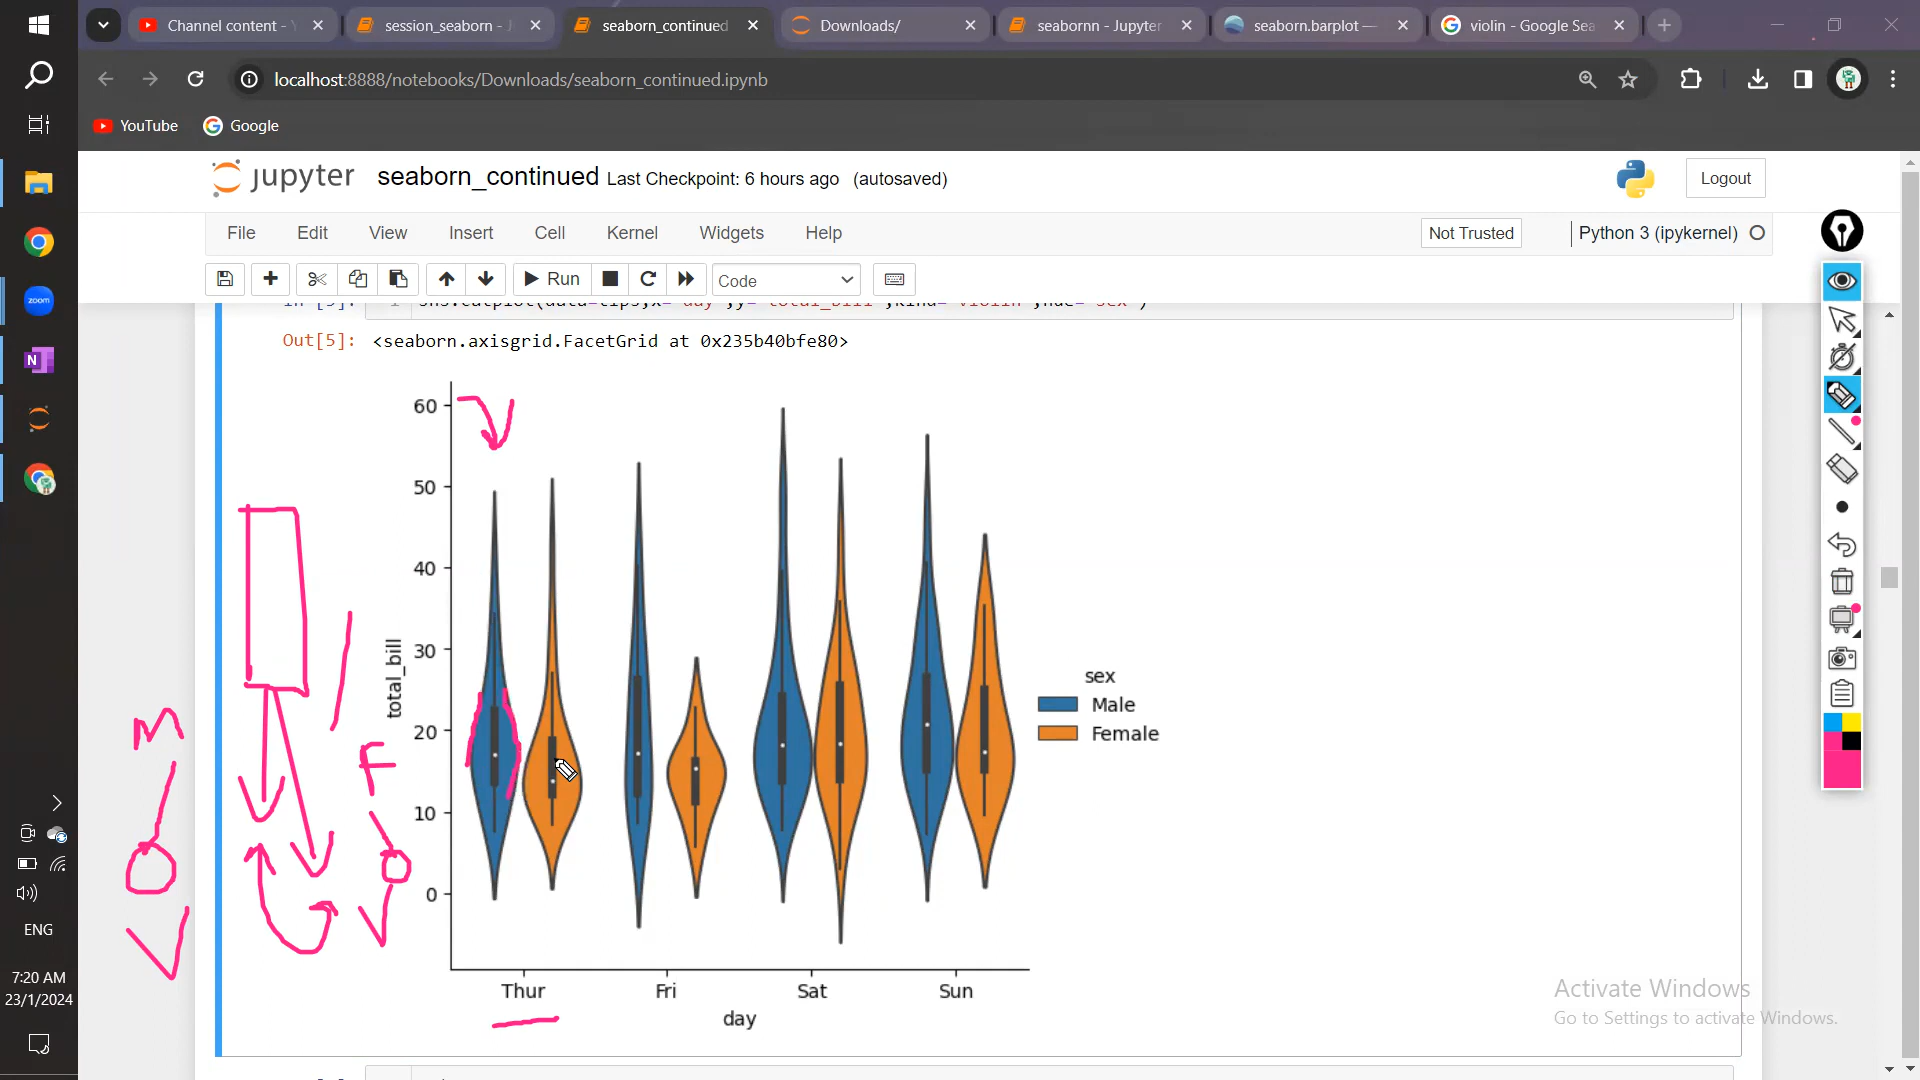 Channel content - Y
session_seaborn - J
seaborn_continued
Downloads/
seabornn - Jupyter
seaborn.barplot —
violin - Google Sea
localhost:8888/notebooks/Downloads/seaborn_continued.ipynb
YouTube
Google
jupyter seaborn_continued Last Checkpoint: 6 hours ago (autosaved)
Logout
File Edit View Insert Cell Kernel Widgets Help
Not Trusted
Python 3 (ipykernel)
Run
Code
zoom
N
Out[5]: <seaborn.axisgrid.FacetGrid at 0x235b40bfe80>
60
50
40
30
20
10
0
total_bill
Thur
Fri
Sat
Sun
day
sex
Male
Female
M
F
ENG
7:20 AM
23/1/2024
Activate Windows
Go to Settings to activate Windows.